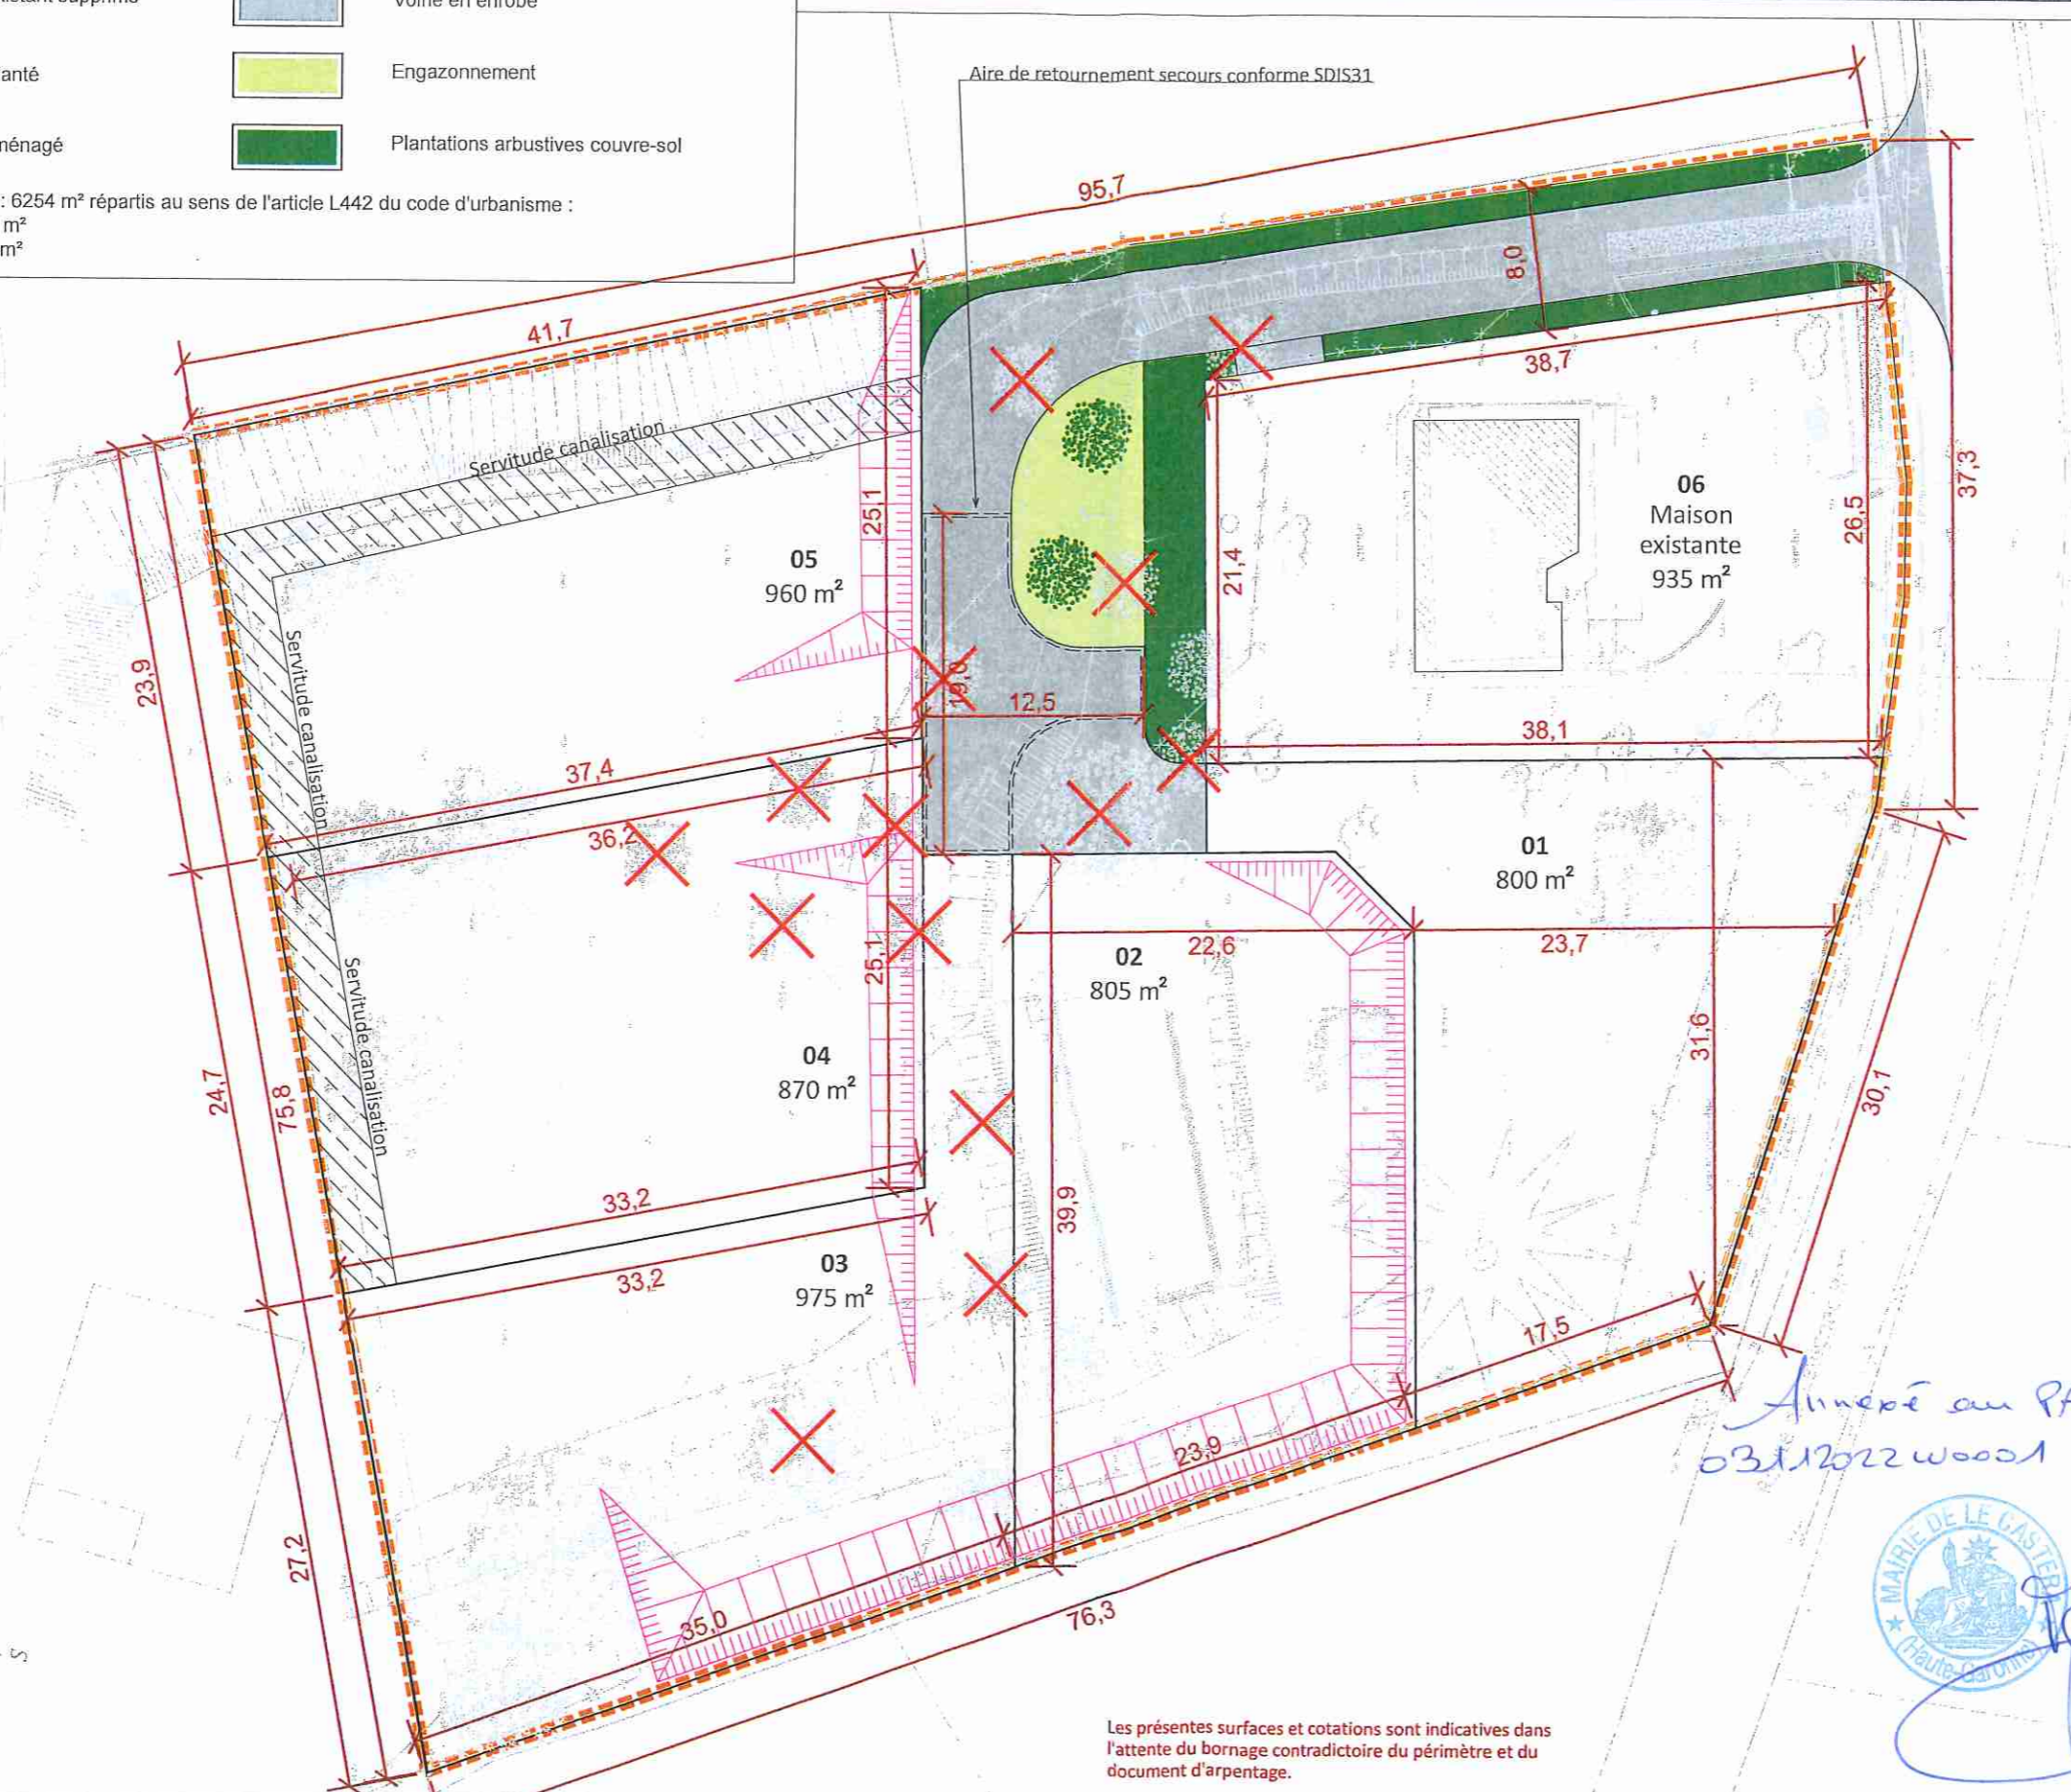 Voirie en enrobé
Engazonnement
Plantations arbustives couvre-sol
: 6254 m² répartis au sens de l'article L442 du code d'urbanisme :
m²
m²
Aire de retournement secours conforme SDIS31
95,7
41,7
8,0
38,7
Servitude canalisation
25,1
05
960 m²
06
Maison
existante
935 m²
26,5
37,3
21,4
23,9
Servitude canalisation
19,0
12,5
38,1
37,4
36,2
01
800 m²
22,6
23,7
02
805 m²
25,1
Servitude canalisation
04
870 m²
31,6
30,1
24,7
75,8
33,2
39,9
03
975 m²
33,2
17,5
23,9
27,2
35,0
76,3
Annexé au
MAIRIE DE LE CASTERA
(Haute-Garonne)
Les présentes surfaces et cotations sont indicatives dans
l'attente du bornage contradictoire du périmètre et du
document d'arpentage.